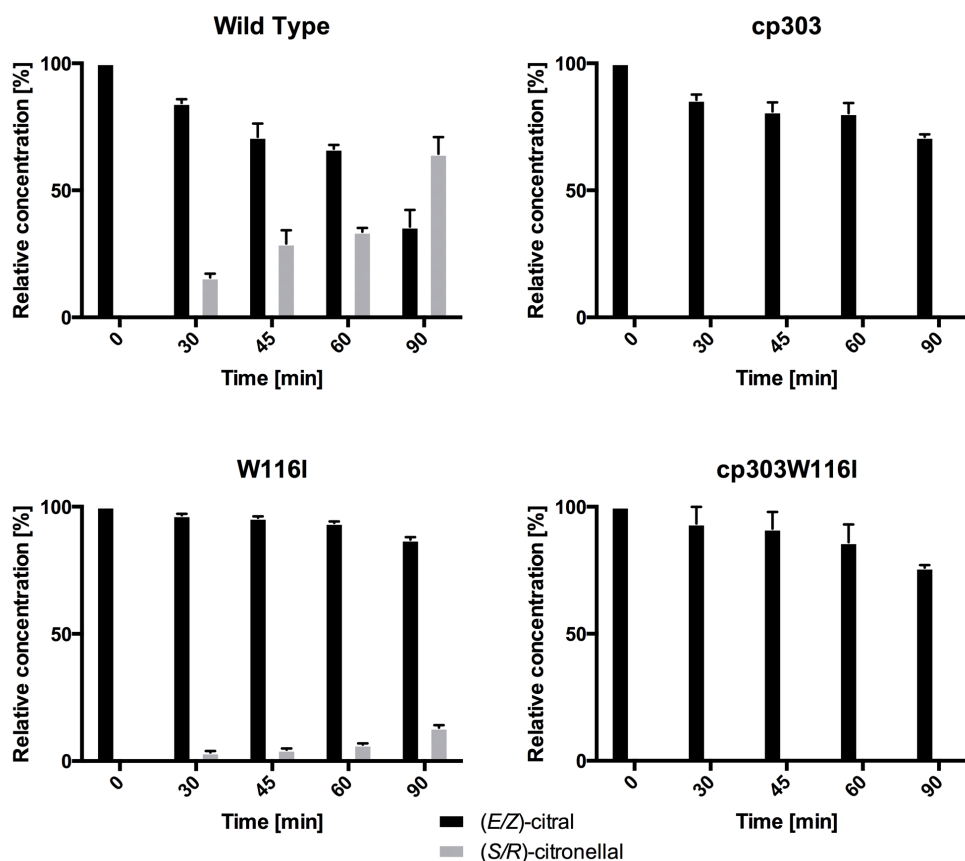 Wild Type
Relative concentration [%]
100
50
0
0
30
45
60
90
Time [min]
cp303
Relative concentration [%]
100
50
0
0
30
45
60
90
Time [min]
W116I
Relative concentration [%]
100
50
0
0
30
45
60
90
Time [min]
cp303W116I
Relative concentration [%]
100
50
0
0
30
45
60
90
Time [min]
(E/Z)-citral
(S/R)-citronellal